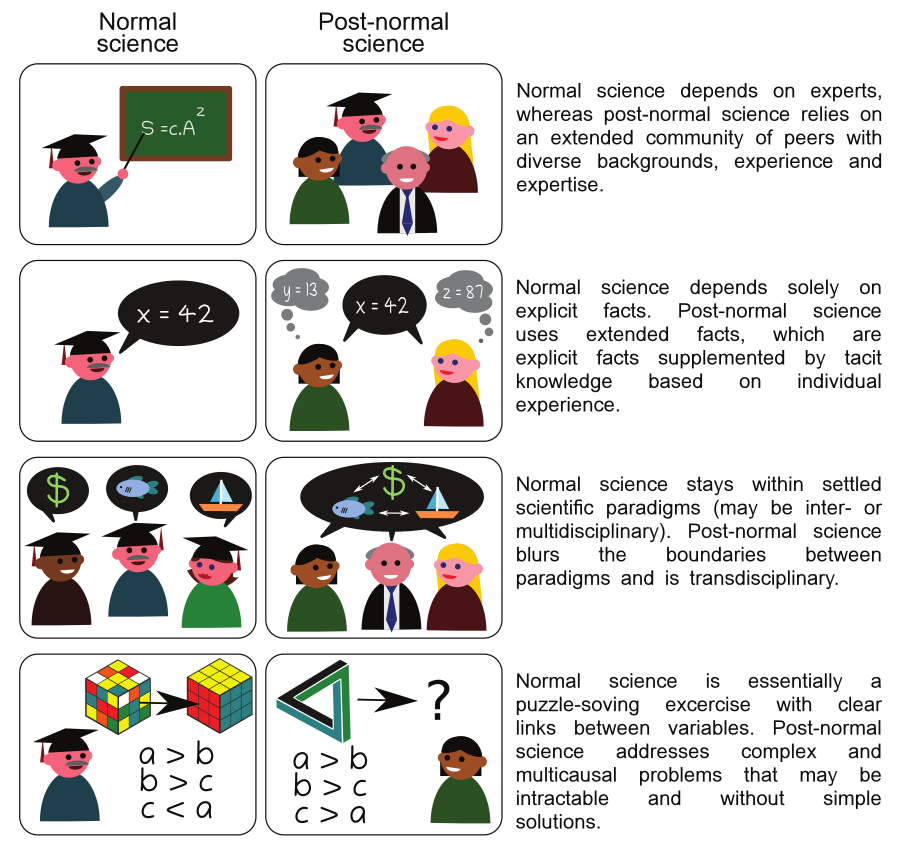 Normal
science
Post-normal
science
S =c.A²
Normal science depends on experts,
whereas post-normal science relies on
an extended community of peers with
diverse backgrounds, experience and
expertise.
x = 42
y = 13
x = 42
z = 87
Normal science depends solely on
explicit facts. Post-normal science
uses extended facts, which are
explicit facts supplemented by tacit
knowledge based on individual
experience.
$
$
Normal science stays within settled
scientific paradigms (may be inter- or
multidisciplinary). Post-normal science
blurs the boundaries between
paradigms and is transdisciplinary.
a > b
b > c
c < a
?
a > b
b > c
c > a
Normal science is essentially a
puzzle-soving excercise with clear
links between variables. Post-normal
science addresses complex and
multicausal problems that may be
intractable and without simple
solutions.